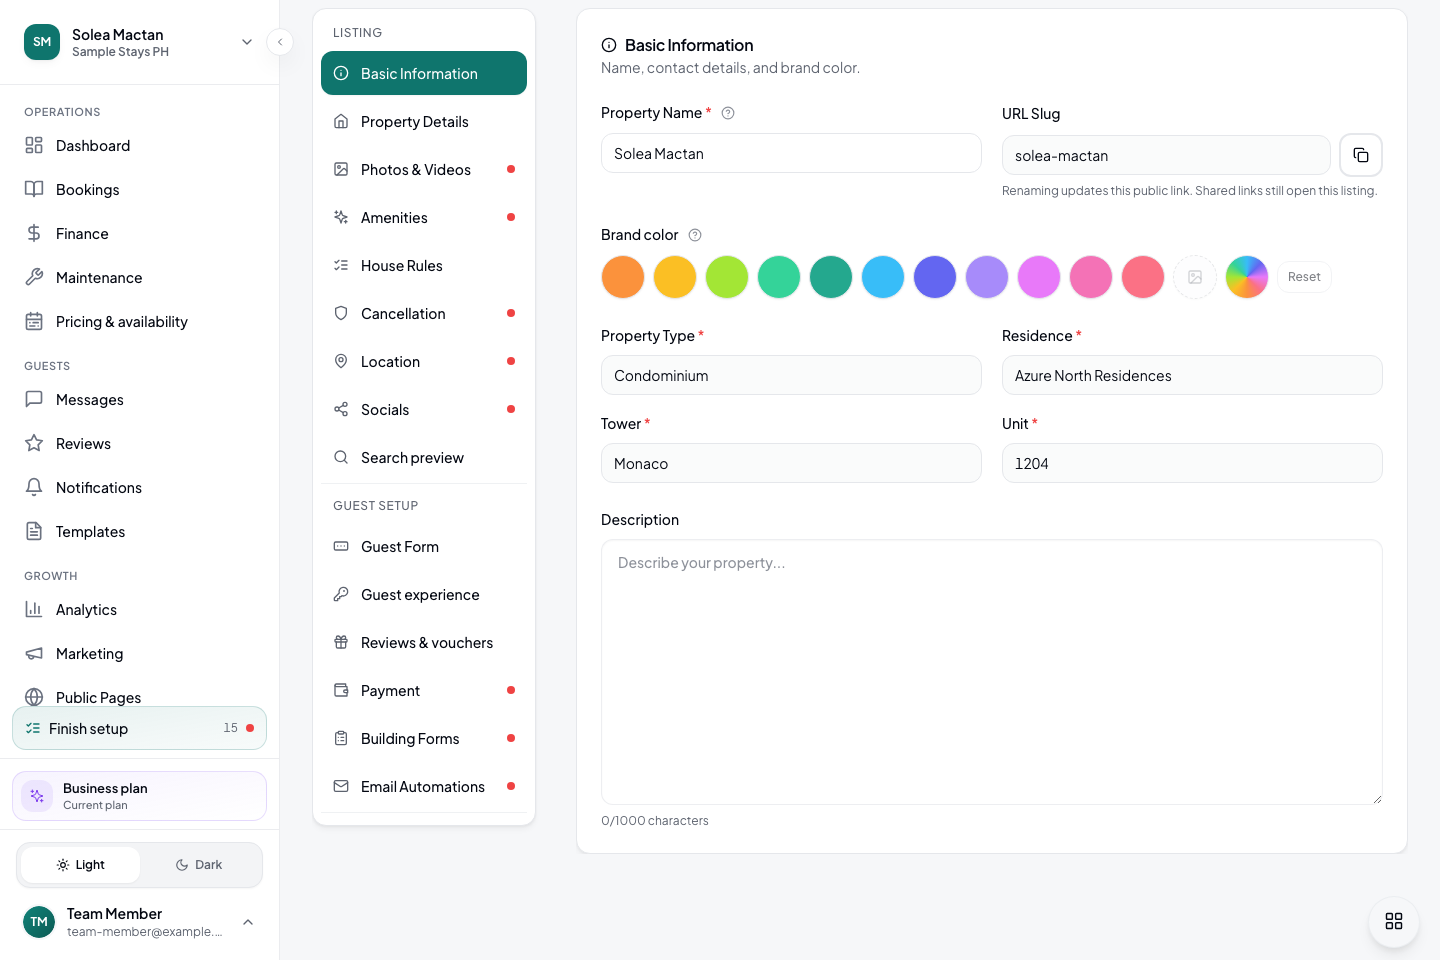 SM
Solea Mactan
Sample Stays PH
OPERATIONS
Dashboard
Bookings
Finance
Maintenance
Pricing & availability
GUESTS
Messages
Reviews
Notifications
Templates
GROWTH
Analytics
Marketing
Public Pages
Finish setup 15
Business plan
Current plan
Light Dark
TM
Team Member
team-member@example....
LISTING
Basic Information
Property Details
Photos & Videos
Amenities
House Rules
Cancellation
Location
Socials
Search preview
GUEST SETUP
Guest Form
Guest experience
Reviews & vouchers
Payment
Building Forms
Email Automations
Basic Information
Name, contact details, and brand color.
Property Name *
Solea Mactan
URL Slug
solea-mactan
Renaming updates this public link. Shared links still open this listing.
Brand color
Reset
Property Type *
Condominium
Residence *
Azure North Residences
Tower *
Monaco
Unit *
1204
Description
Describe your property...
0/1000 characters